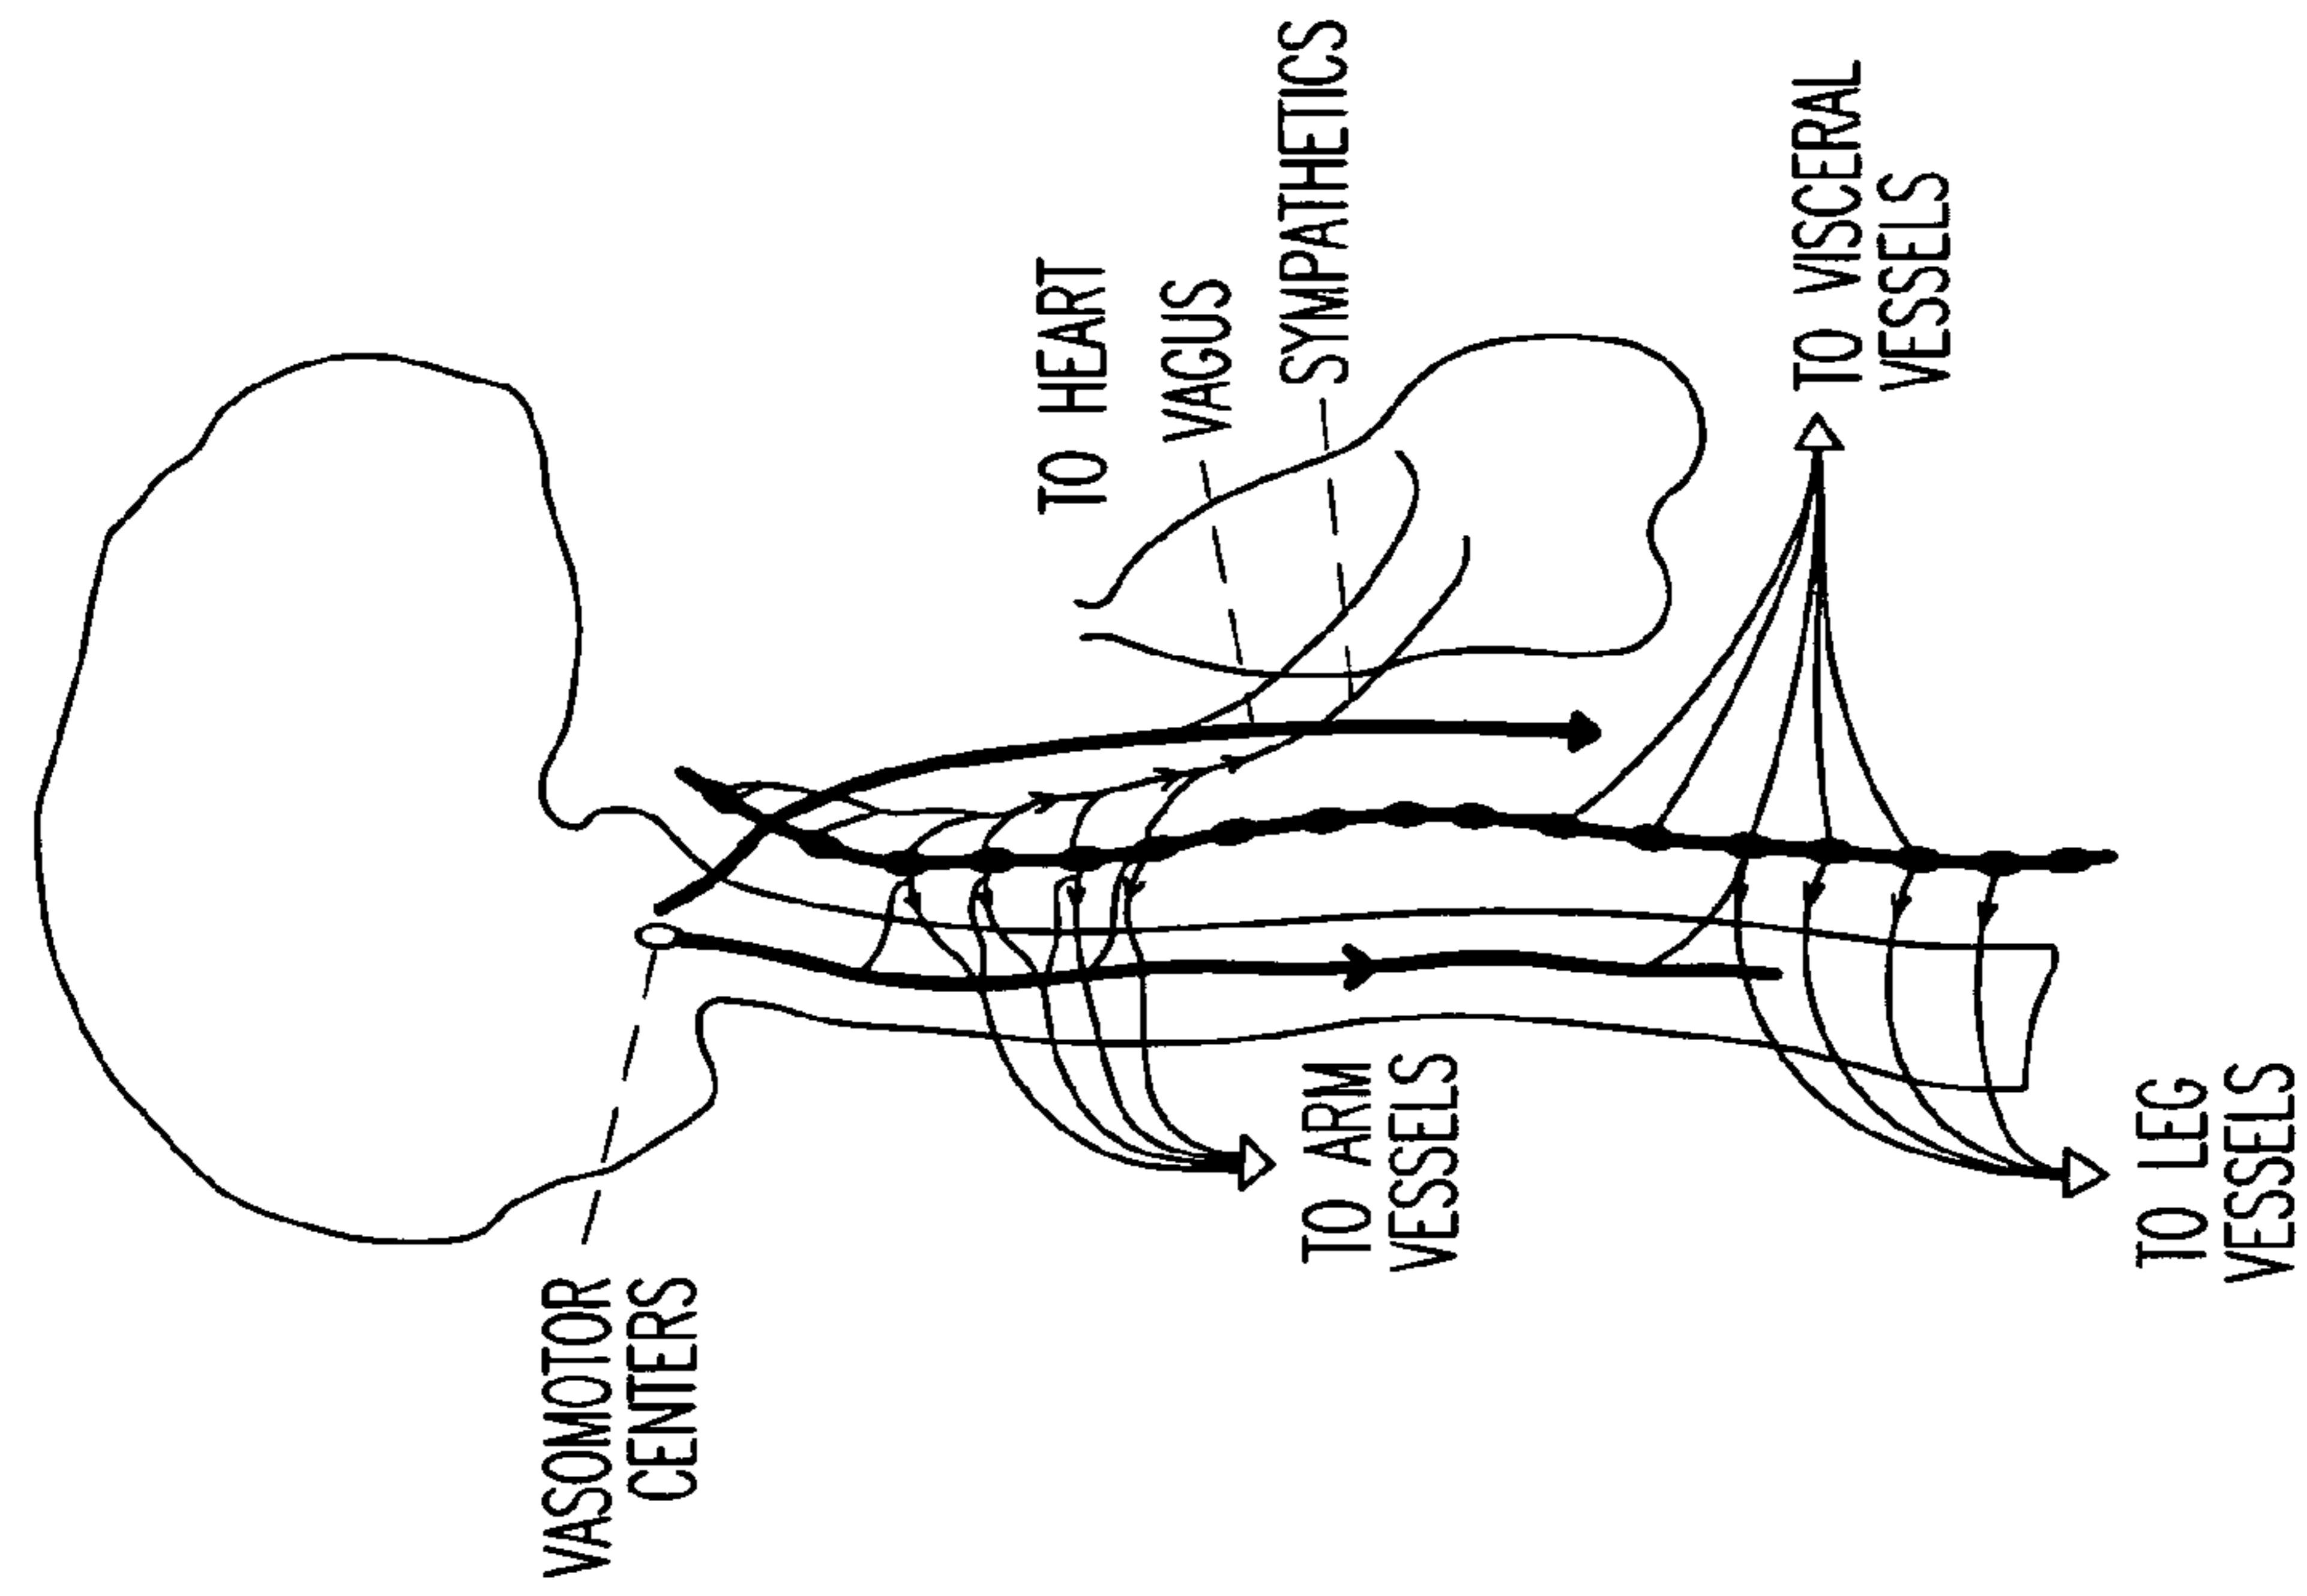 VASOMOTOR
CENTERS
TO HEART
VAGUS
SYMPATHETICS
TO ARM
VESSELS
TO VISCERAL
VESSELS
TO LEG
VESSELS